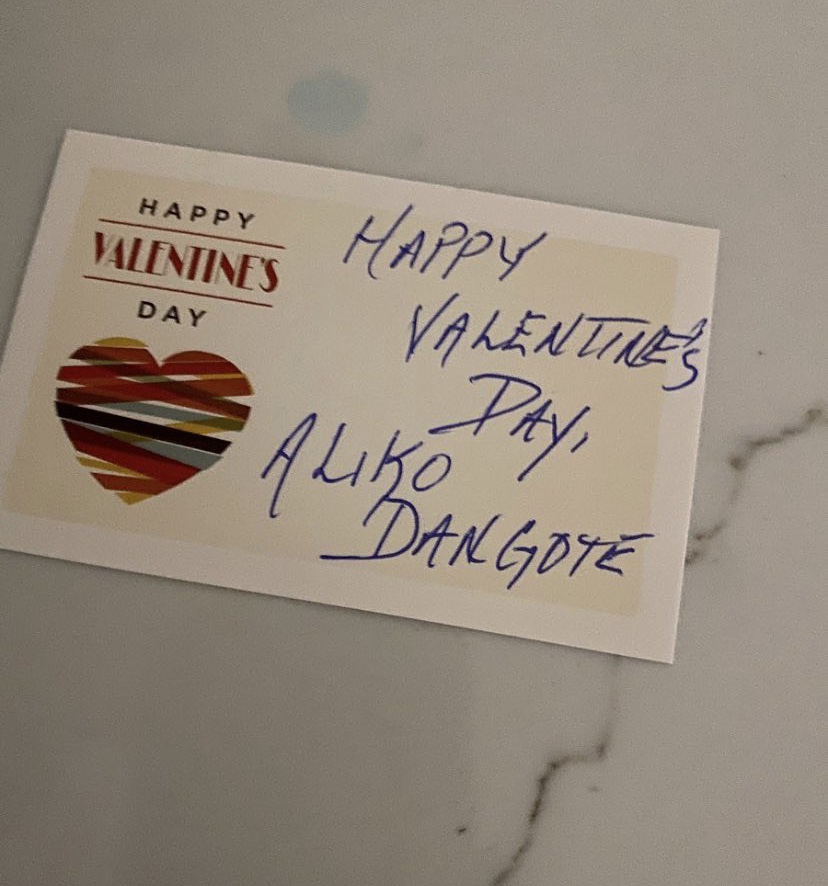 HAPPY
VALENTINE'S
DAY
HAPPY
VALENTINE'S
DAY,
ALIKO
DANGOTE